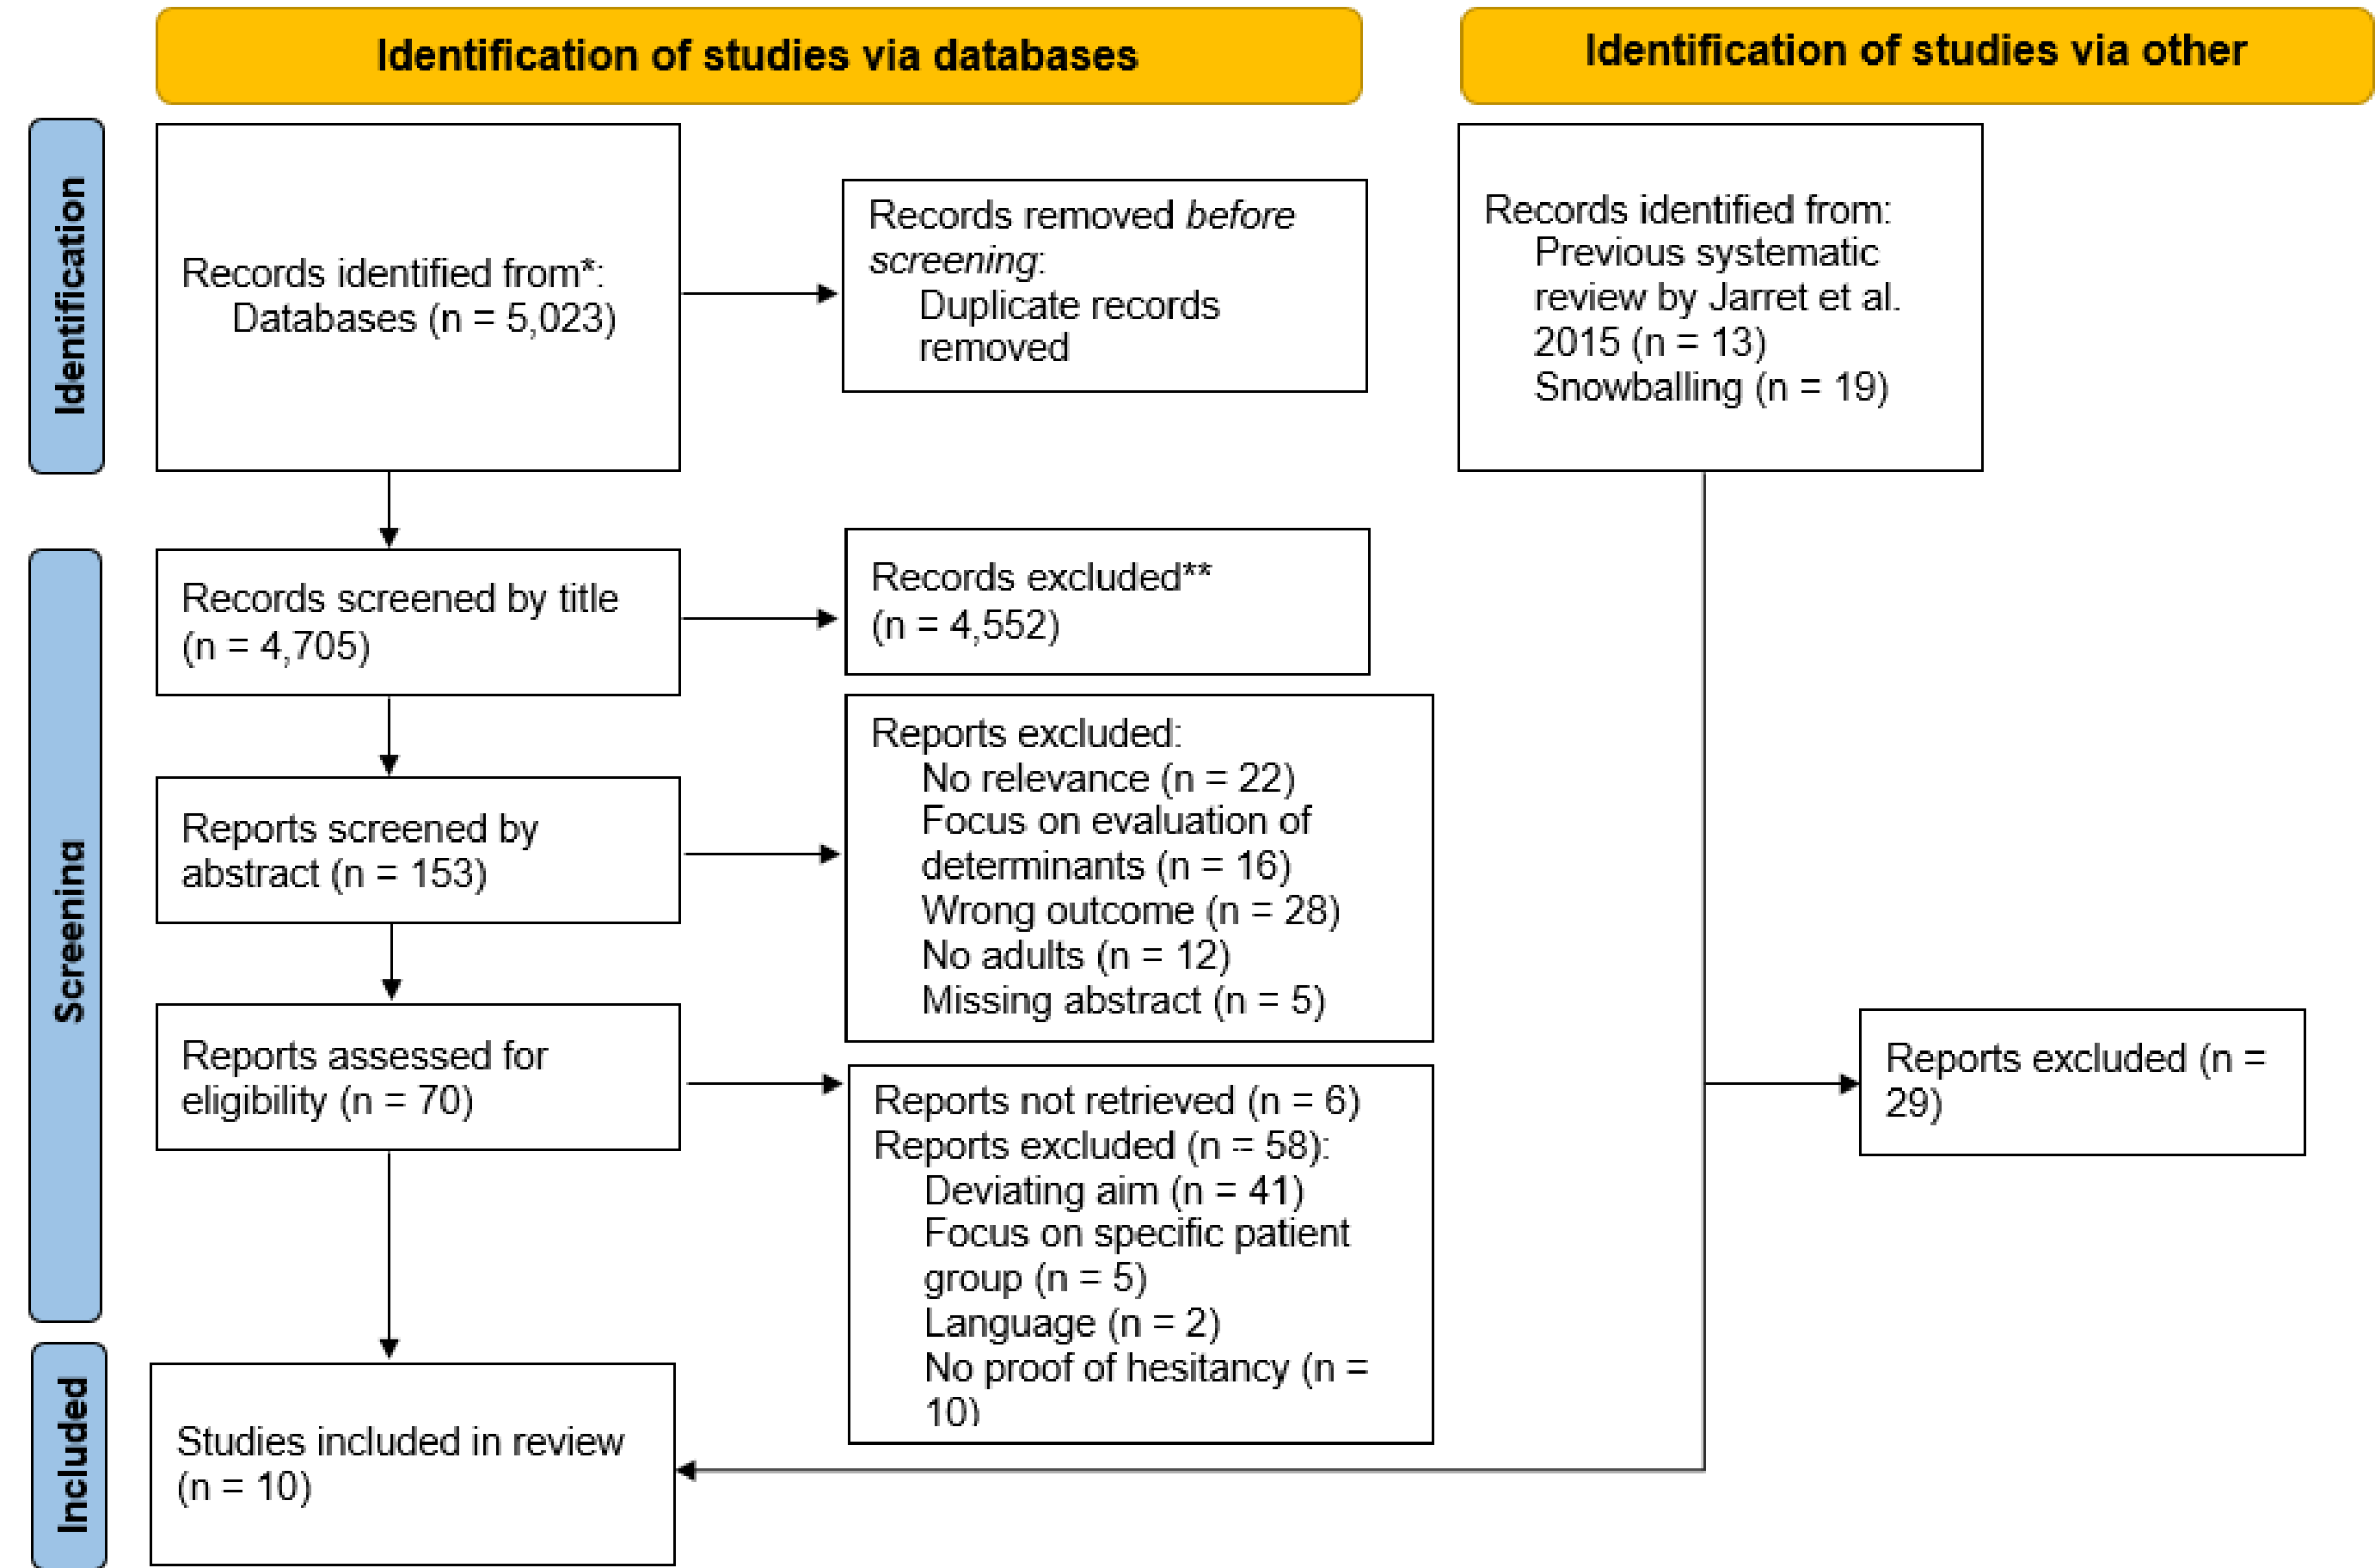 Identification of studies via databases
Identification of studies via other
Identification
Records identified from*:
Databases (n = 5,023)
Records removed before
screening:
Duplicate records
removed
Records identified from:
Previous systematic
review by Jarret et al.
2015 (n = 13)
Snowballing (n = 19)
Screening
Records screened by title
(n = 4,705)
Records excluded**
(n = 4,552)
Reports screened by
abstract (n = 153)
Reports excluded:
No relevance (n = 22)
Focus on evaluation of
determinants (n = 16)
Wrong outcome (n = 28)
No adults (n = 12)
Missing abstract (n = 5)
Reports assessed for
eligibility (n = 70)
Reports not retrieved (n = 6)
Reports excluded (n = 58):
Deviating aim (n = 41)
Focus on specific patient
group (n = 5)
Language (n = 2)
No proof of hesitancy (n =
10)
Reports excluded (n =
29)
Included
Studies included in review
(n = 10)